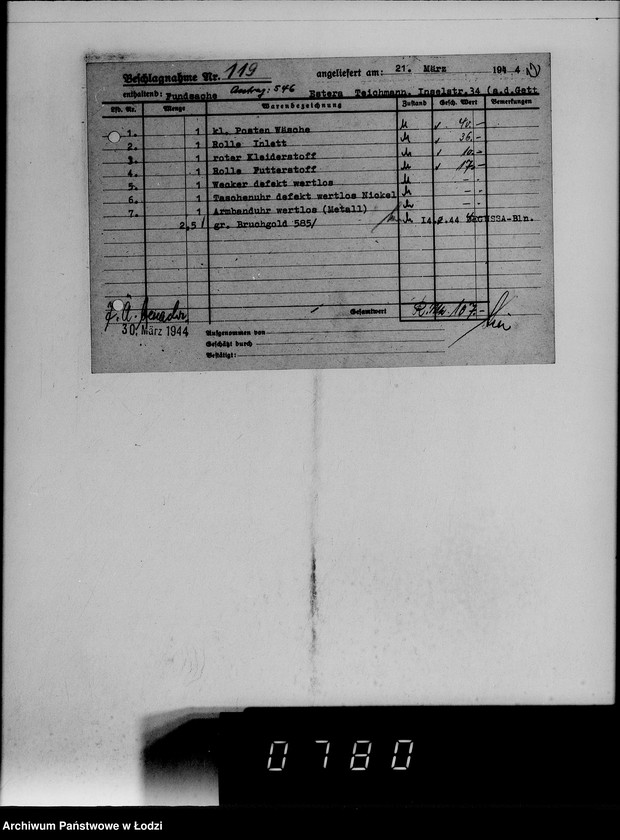 Beschlagnahme Nr. 119 angeliefert am: 21. März 1944
enthaltend: Fundsache Antrag: 546 Betera Teichmann, Inselstr.34 (a.d.Gett
Lfd. Nr. Menge Warenbezeichnung Zustand Gesch. Wert Bemerkungen
1. 1 kl. Posten Wäsche 40.-
2. 1 Rolle Inlett 36.-
3. 1 roter Kleiderstoff 10.-
4. 1 Rolle Futterstoff 17.-
5. 1 Wecker defekt wertlos -.-
6. 1 Taschenuhr defekt wertlos Nickel -.-
7. 1 Armbanduhr wertlos (Metall) -.-
2,5 gr. Bruchgold 585/ 14. .44 DEGUSSA-Bln.
Gesamtwert R.Mk. 107.-
J. A.
30. März 1944
Aufgenommen von
Geschätzt durch
Bestätigt:
0780
Archiwum Państwowe w Łodzi